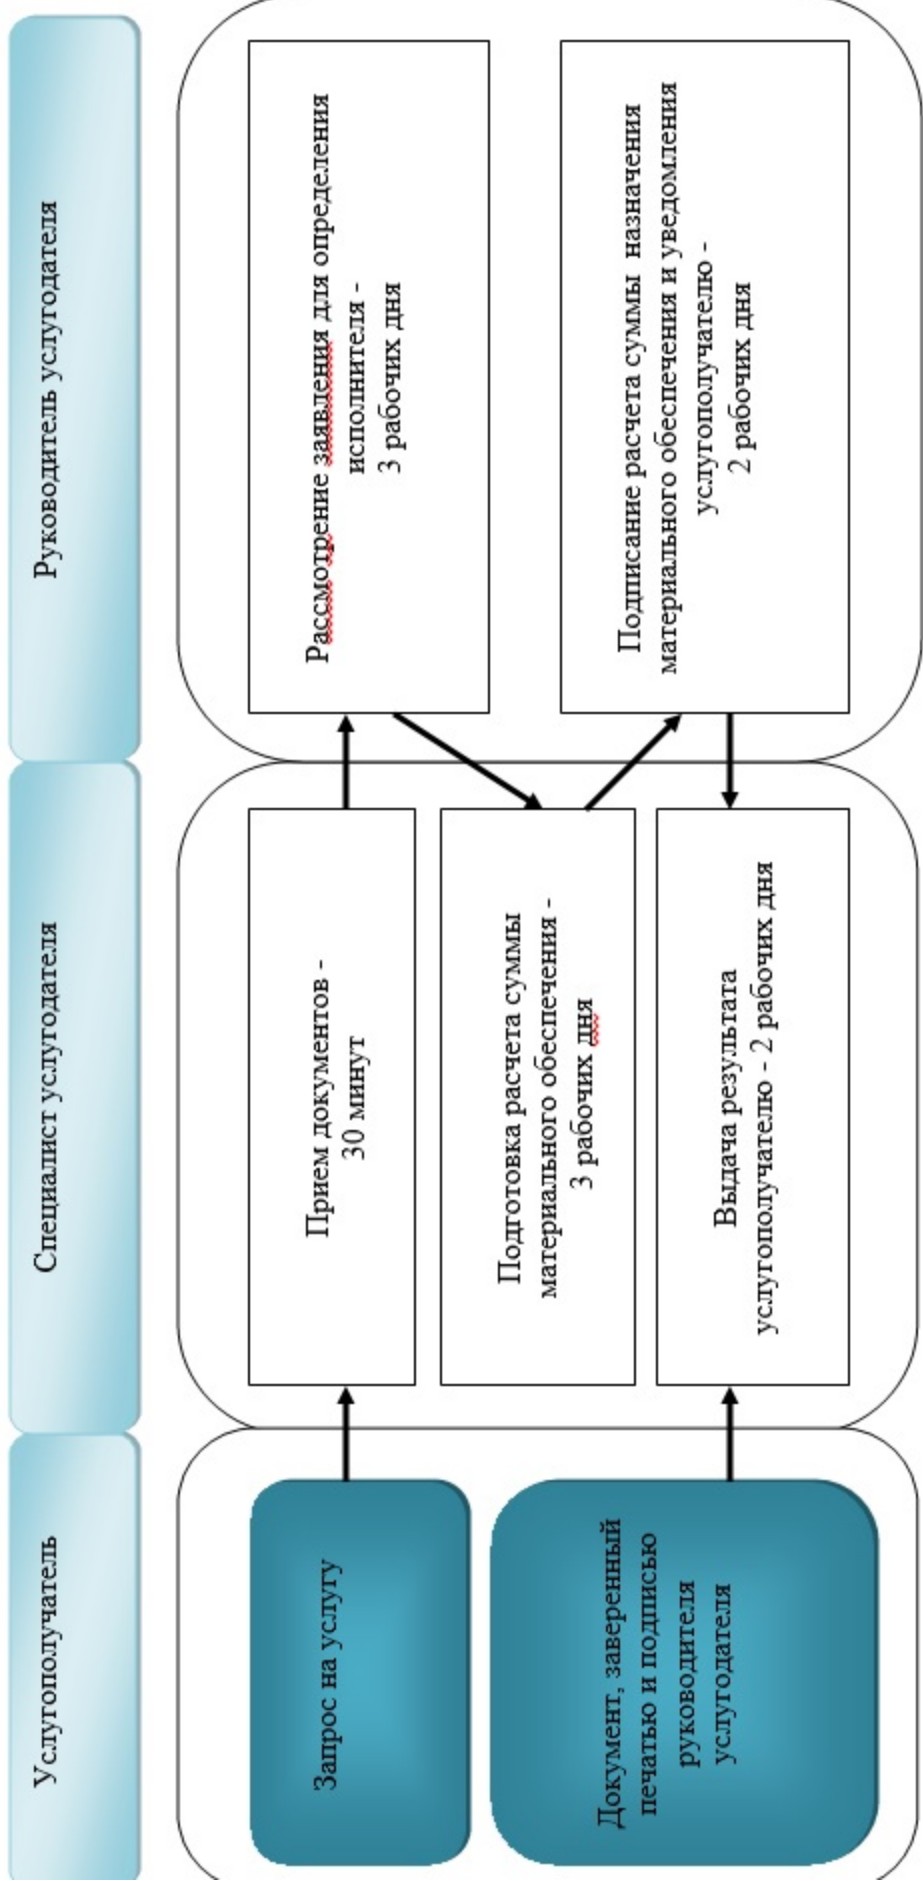 Услугополучатель
Специалист услугодателя
Руководитель услугодателя
Запрос на услугу
Прием документов -
30 минут
Рассмотрение заявления для определения
исполнителя -
3 рабочих дня
Подготовка расчета суммы
материального обеспечения -
3 рабочих дня
Подписание расчета суммы назначения
материального обеспечения и уведомления
услугополучателю -
2 рабочих дня
Документ, заверенный
печатью и подписью
руководителя
услугодателя
Выдача результата
услугополучателю - 2 рабочих дня